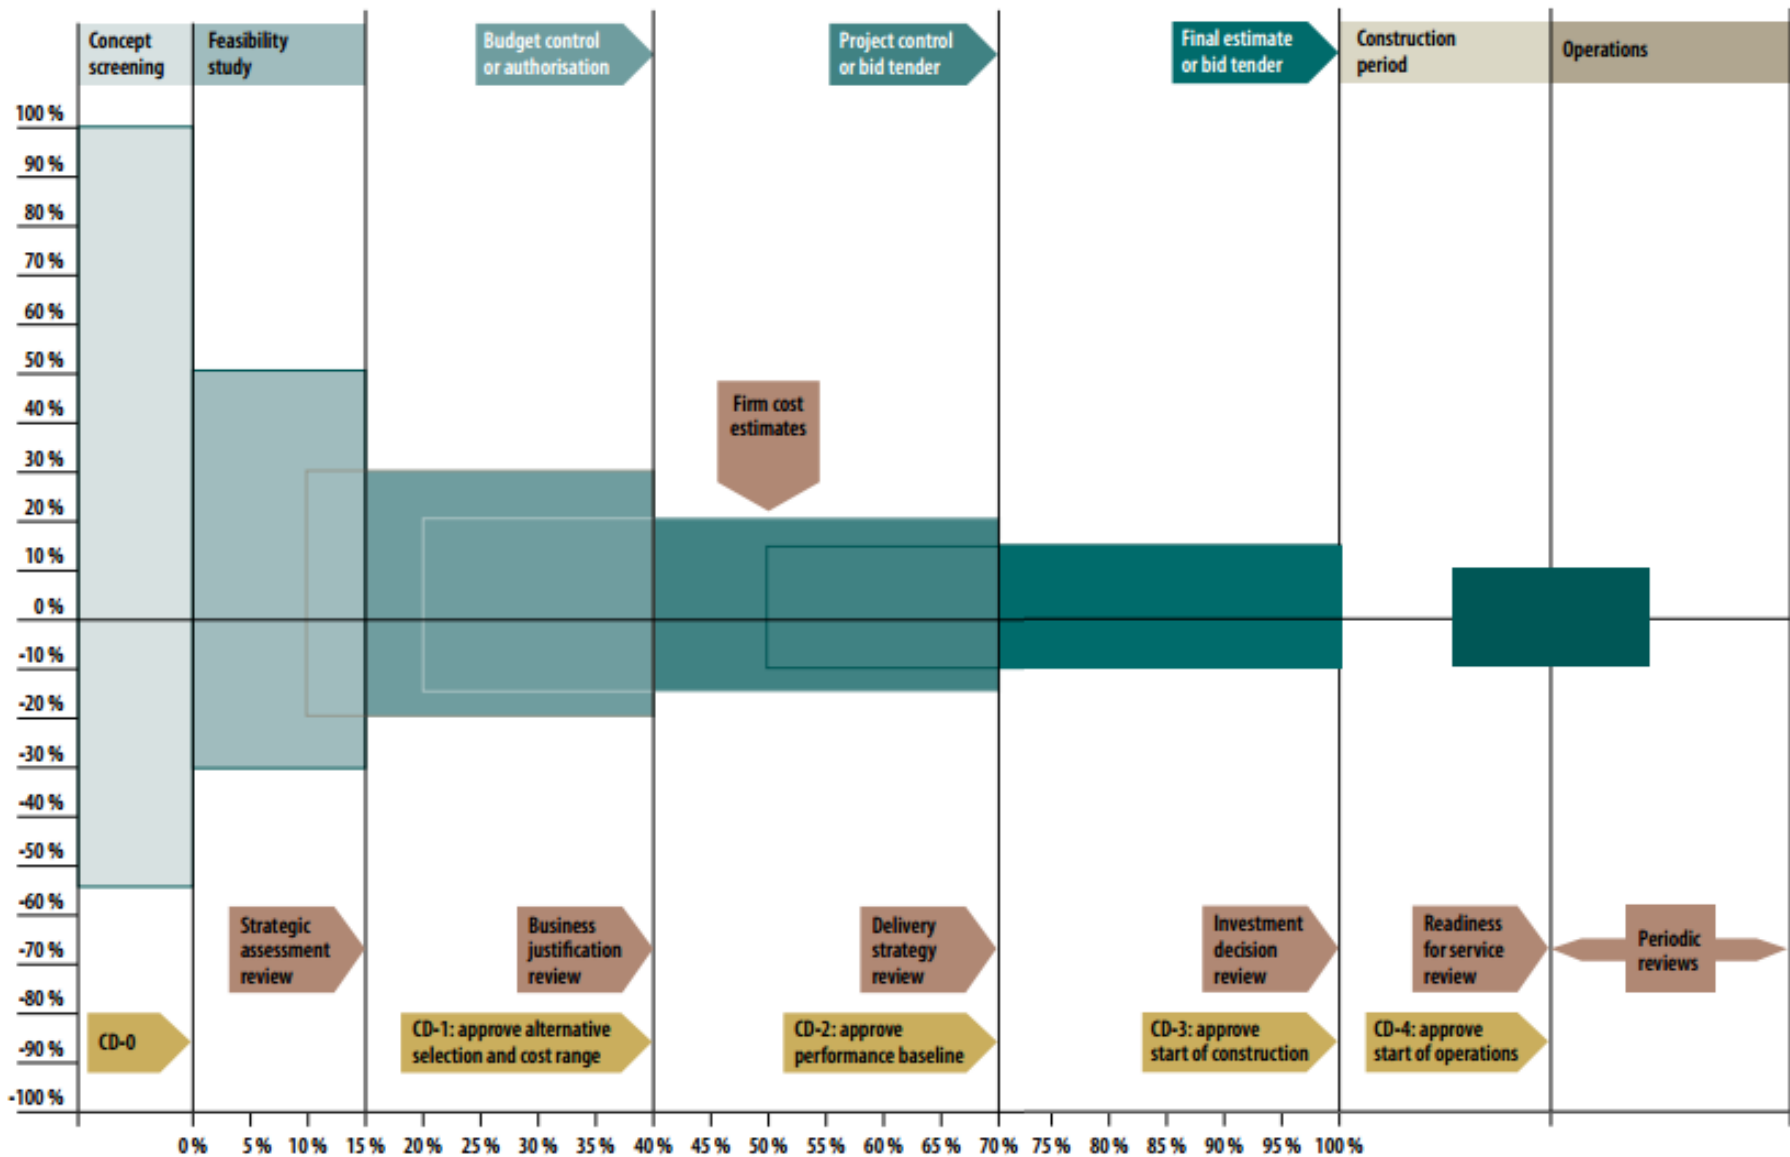 Concept
screening
Feasibility
study
Budget control
or authorisation
Project control
or bid tender
Final estimate
or bid tender
Construction
period
Operations
100 %
90 %
80 %
70 %
60 %
50 %
40 %
30 %
20 %
10 %
0 %
-10 %
-20 %
-30 %
-40 %
-50 %
-60 %
-70 %
-80 %
-90 %
-100 %
Firm cost
estimates
Strategic
assessment
review
Business
justification
review
Delivery
strategy
review
Investment
decision
review
Readiness
for service
review
Periodic
reviews
CD-0
CD-1: approve alternative
selection and cost range
CD-2: approve
performance baseline
CD-3: approve
start of construction
CD-4: approve
start of operations
0 % 5 % 10 % 15 % 20 % 25 % 30 % 35 % 40 % 45 % 50 % 55 % 60 % 65 % 70 % 75 % 80 % 85 % 90 % 95 % 100 %